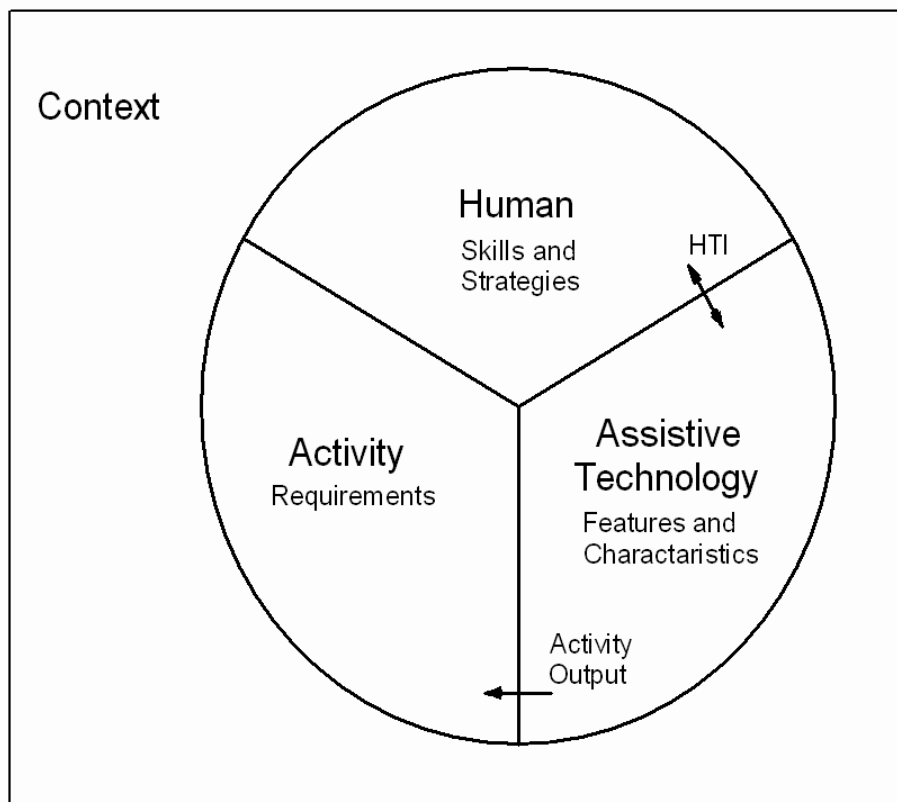 Context
Human
Skills and
Strategies
HTI
Activity
Requirements
Assistive
Technology
Features and
Charactaristics
Activity
Output